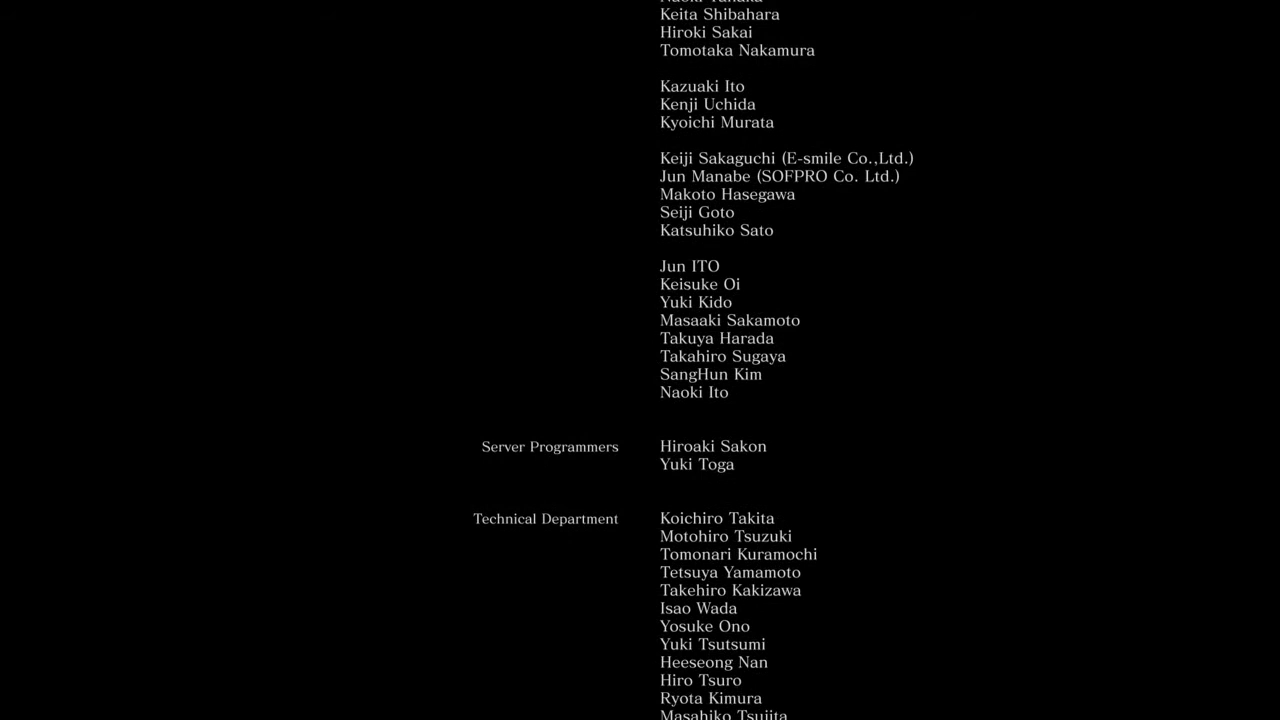 Keita Shibahara
Hiroki Sakai
Tomotaka Nakamura
Kazuaki Ito
Kenji Uchida
Kyoichi Murata
Keiji Sakaguchi (E-smile Co.,Ltd.)
Jun Manabe (SOFPRO Co. Ltd.)
Makoto Hasegawa
Seiji Goto
Katsuhiko Sato
Jun ITO
Keisuke Oi
Yuki Kido
Masaaki Sakamoto
Takuya Harada
Takahiro Sugaya
SangHun Kim
Naoki Ito
Server Programmers Hiroaki Sakon
Yuki Toga
Technical Department Koichiro Takita
Motohiro Tsuzuki
Tomonari Kuramochi
Tetsuya Yamamoto
Takehiro Kakizawa
Isao Wada
Yosuke Ono
Yuki Tsutsumi
Heeseong Nan
Hiro Tsuro
Ryota Kimura
Masahiko Tsujita